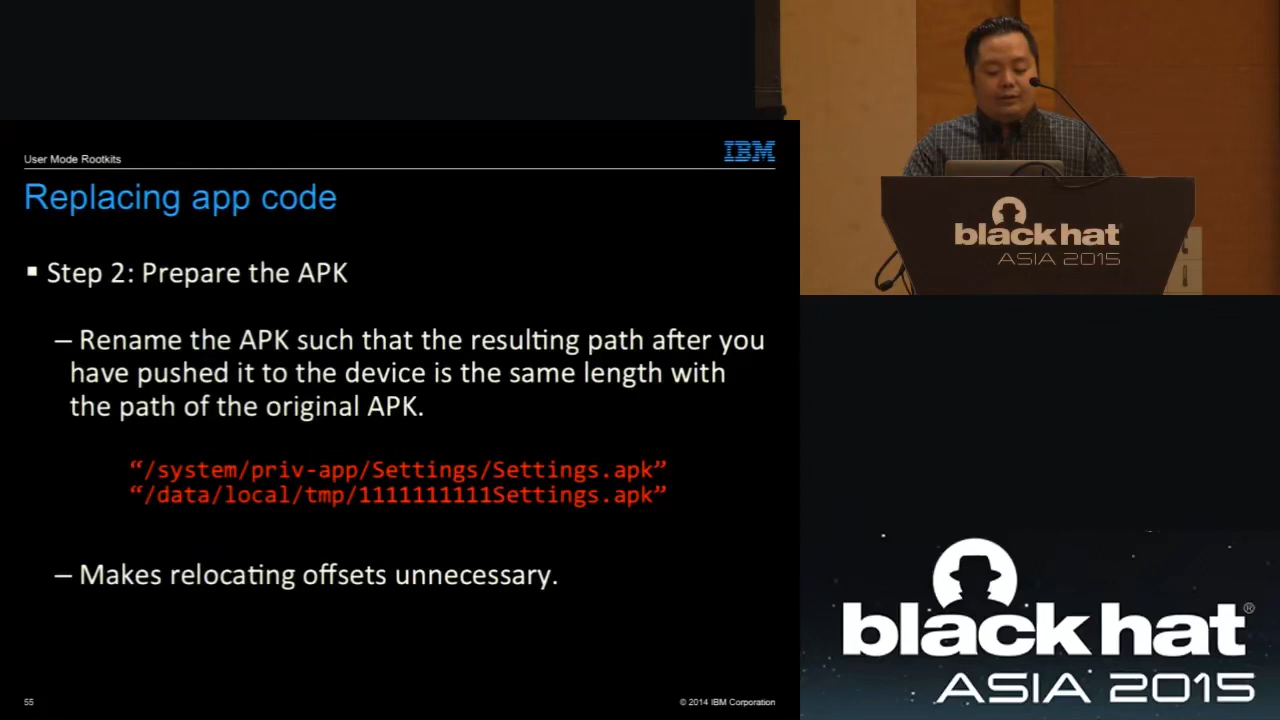 User Mode Rootkits
IBM
Replacing app code
▪ Step 2: Prepare the APK
– Rename the APK such that the resulting path after you
have pushed it to the device is the same length with
the path of the original APK.
“/system/priv-app/Settings/Settings.apk”
“/data/local/tmp/1111111111Settings.apk”
– Makes relocating offsets unnecessary.
55
© 2014 IBM Corporation
black hat
ASIA 2015
black hat®
ASIA 2015